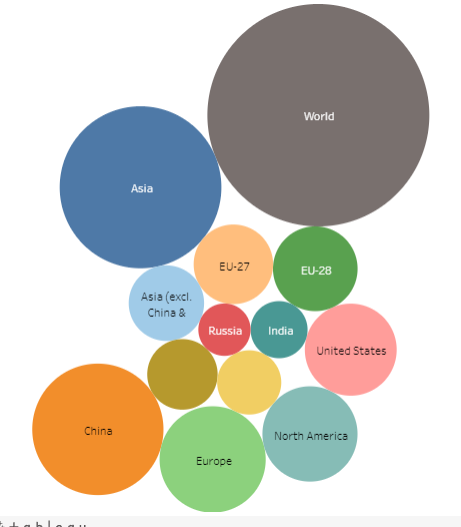 World
Asia
EU-27
EU-28
Asia (excl.
China &
Russia
India
United States
China
North America
Europe